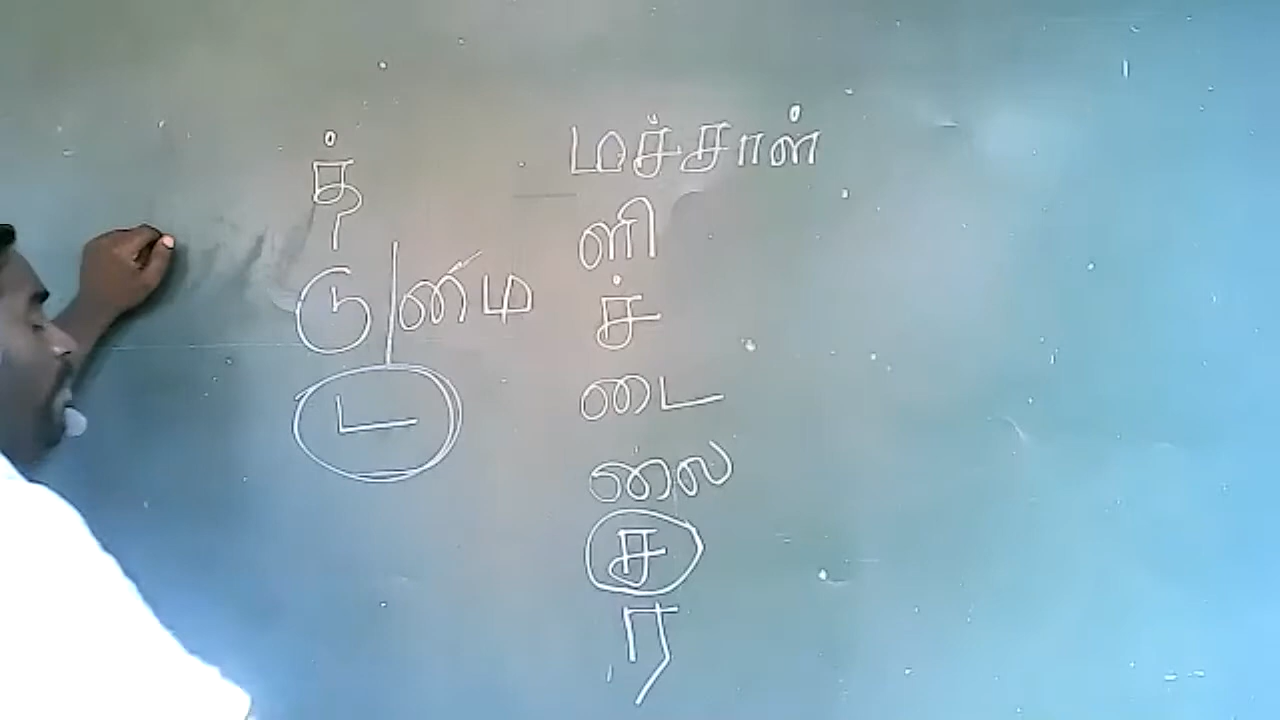 த்
டு மை
ட
மச்சாள்
ளி
ச்
டை
லை
ச
ர